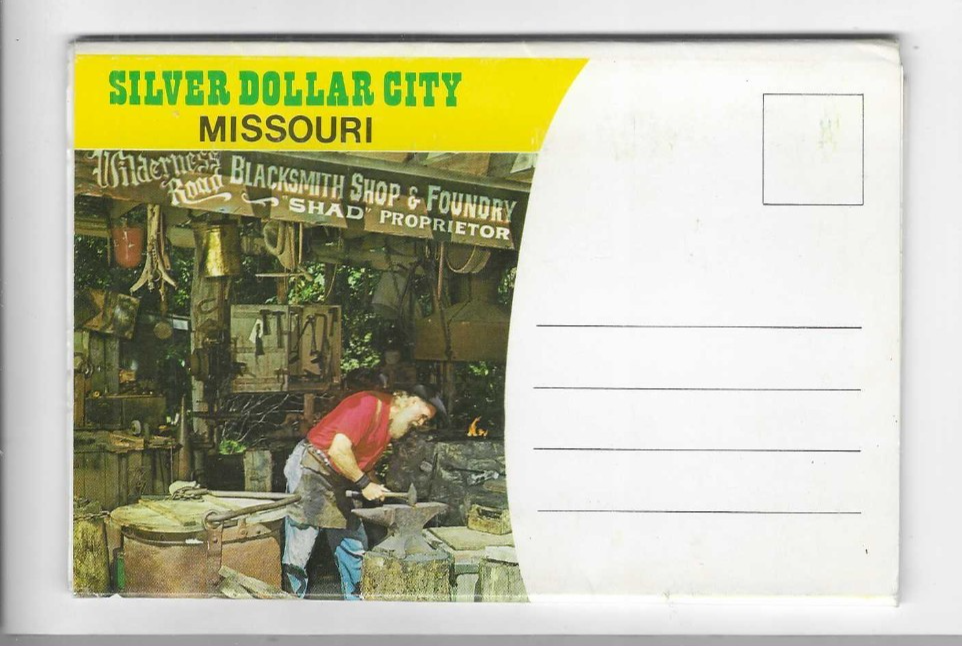 SILVER DOLLAR CITY
MISSOURI
Wilderness
Road
BLACKSMITH SHOP & FOUNDRY
"SHAD" PROPRIETOR